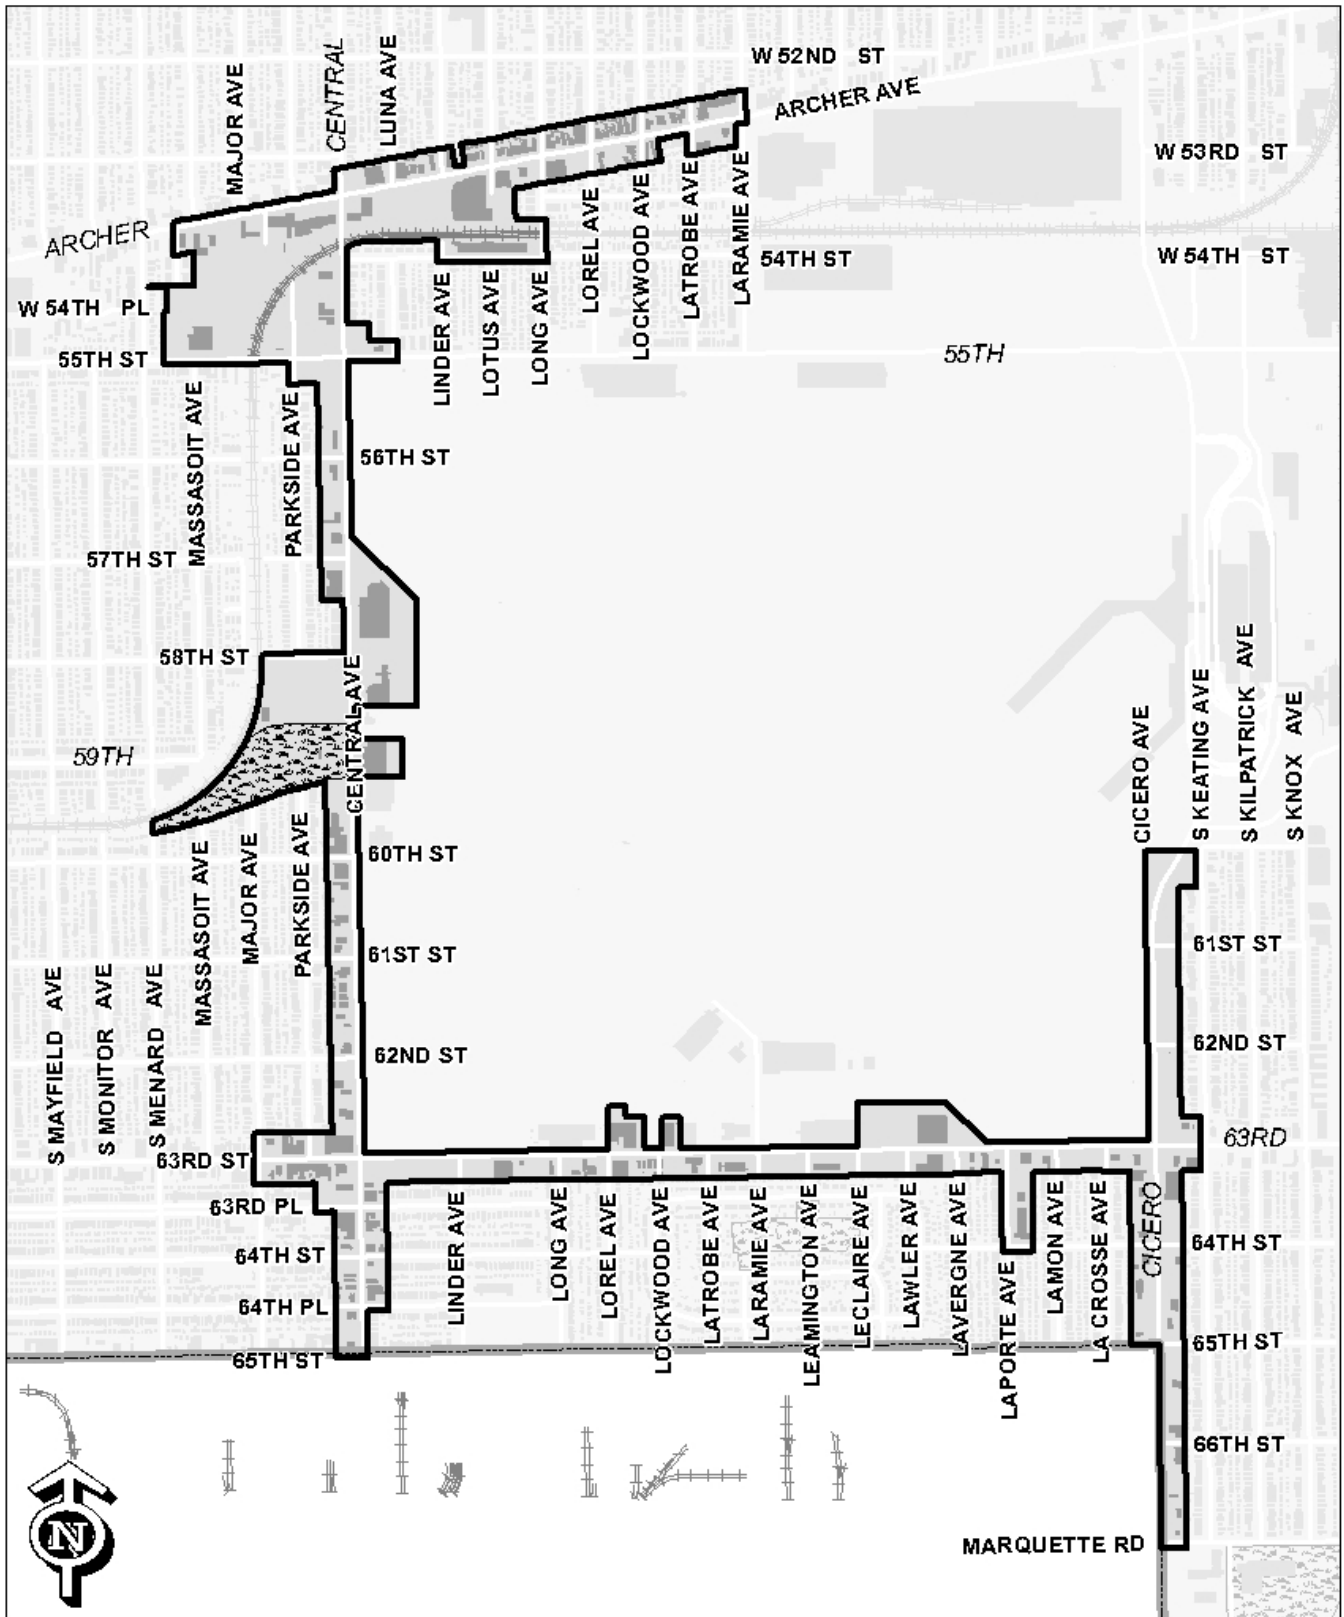 W 52ND ST
ARCHER AVE
MAJOR AVE
CENTRAL
LUNA AVE
W 53RD ST
ARCHER
LOREL AVE
LOCKWOOD AVE
LATROBE AVE
LARAMIE AVE
54TH ST
W 54TH ST
W 54TH PL
LINDER AVE
LOTUS AVE
LONG AVE
55TH ST
55TH
MASSASOIT AVE
PARKSIDE AVE
56TH ST
57TH ST
58TH ST
CENTRAL AVE
59TH
CICERO AVE
S KEATING AVE
S KILPATRICK AVE
S KNOX AVE
MASSASOIT AVE
MAJOR AVE
PARKSIDE AVE
60TH ST
61ST ST
61ST ST
S MAYFIELD AVE
S MONITOR AVE
S MENARD AVE
62ND ST
62ND ST
63RD
63RD ST
63RD PL
64TH ST
64TH PL
65TH ST
LINDER AVE
LONG AVE
LOREL AVE
LOCKWOOD AVE
LATROBE AVE
LARAMIE AVE
LEAMINGTON AVE
LECLAIRE AVE
LAWLER AVE
LAVERGNE AVE
LAPORTE AVE
LAMON AVE
LA CROSSE AVE
CICERO
64TH ST
65TH ST
66TH ST
MARQUETTE RD
N